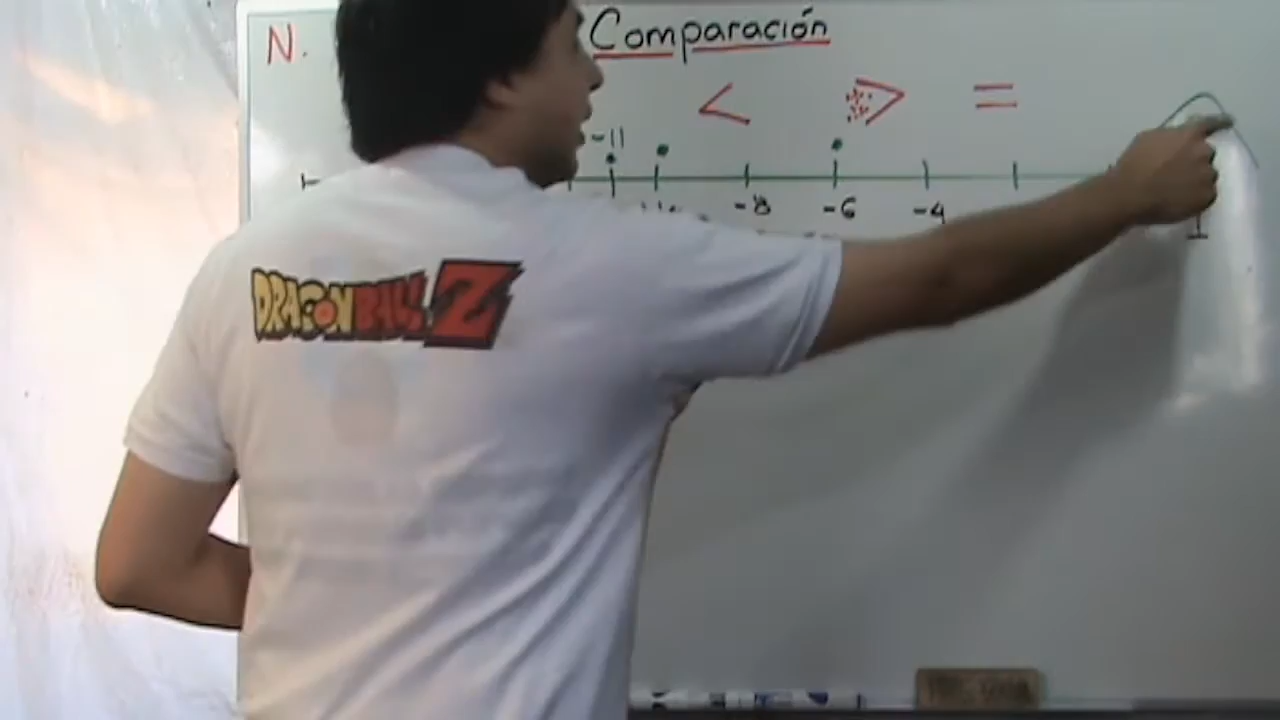 N. Comparación
< > =
-11
-8 -6 -4
DRAGON BALL Z